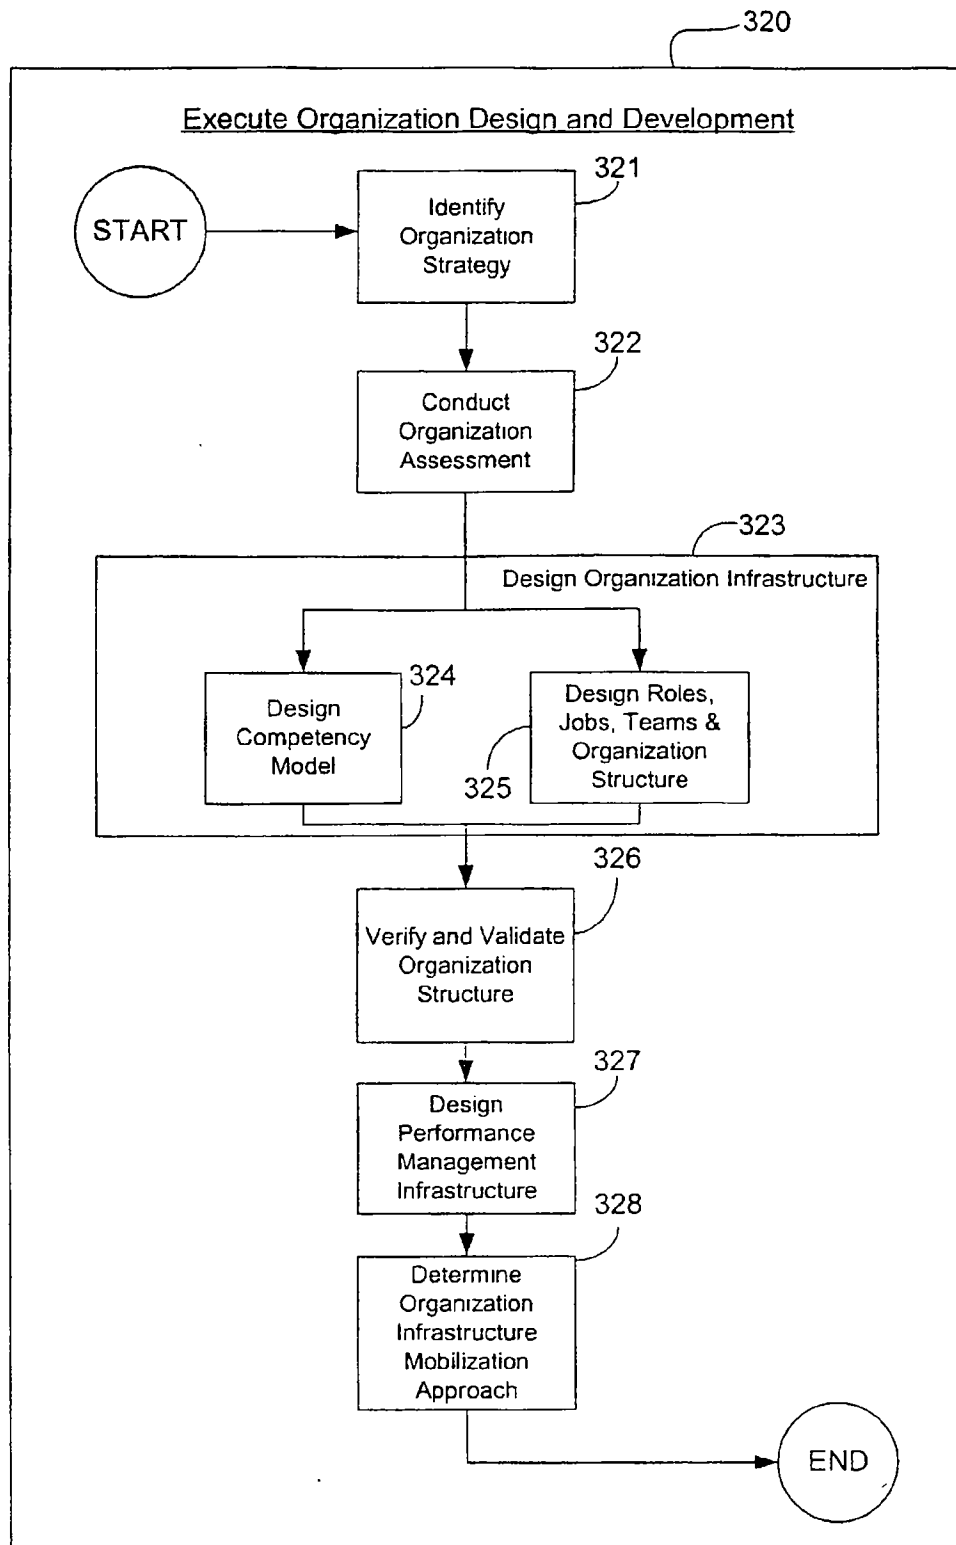 320
Execute Organization Design and Development
321
START
Identify
Organization
Strategy
322
Conduct
Organization
Assessment
323
Design Organization Infrastructure
324
Design
Competency
Model
Design Roles,
Jobs, Teams &
Organization
Structure
325
326
Verify and Validate
Organization
Structure
327
Design
Performance
Management
Infrastructure
328
Determine
Organization
Infrastructure
Mobilization
Approach
END